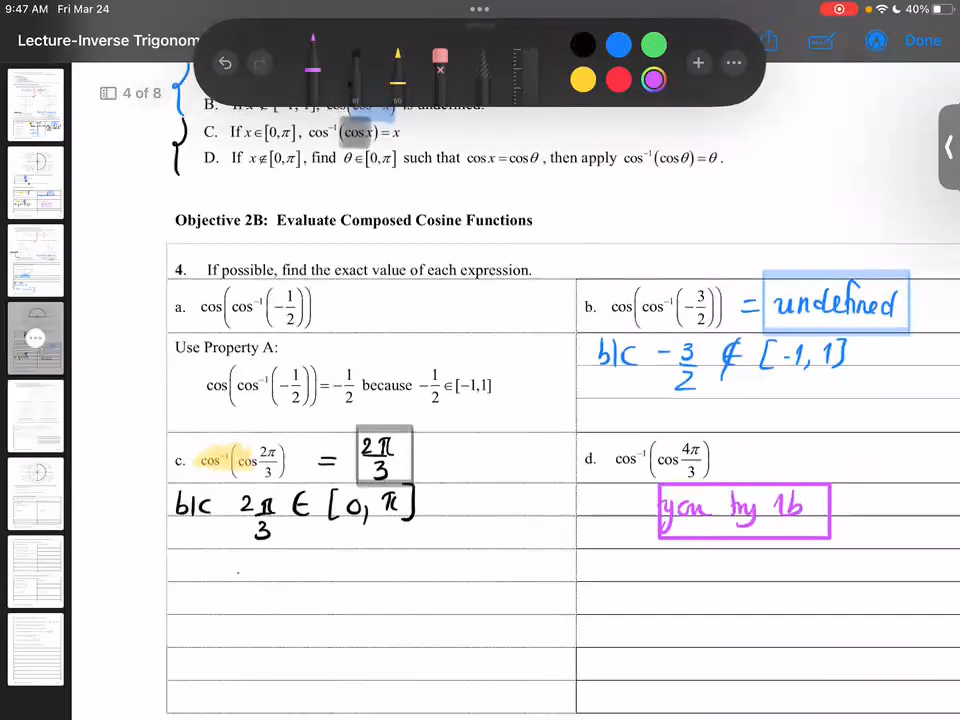 9:47 AM Fri Mar 24
40%
Lecture-Inverse Trigonom
Done
4 of 8
C. If x∈[0,π], cos⁻¹(cos x) = x
D. If x∉[0,π], find θ∈[0,π] such that cos x = cos θ, then apply cos⁻¹(cos θ) = θ.
Objective 2B: Evaluate Composed Cosine Functions
4. If possible, find the exact value of each expression.
a. cos(cos⁻¹(-1/2))
b. cos(cos⁻¹(-3/2)) = undefined
b/c -3/2 ∉ [-1, 1]
Use Property A:
cos(cos⁻¹(-1/2)) = -1/2 because -1/2 ∈ [-1,1]
c. cos⁻¹(cos 2π/3) = 2π/3
b/c 2π/3 ∈ [0, π]
d. cos⁻¹(cos 4π/3)
you try 1b